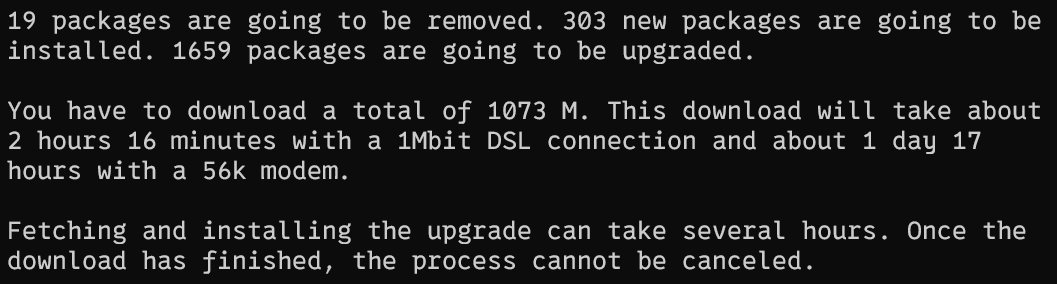 19 packages are going to be removed. 303 new packages are going to be
installed. 1659 packages are going to be upgraded.

You have to download a total of 1073 M. This download will take about
2 hours 16 minutes with a 1Mbit DSL connection and about 1 day 17
hours with a 56k modem.

Fetching and installing the upgrade can take several hours. Once the
download has finished, the process cannot be canceled.